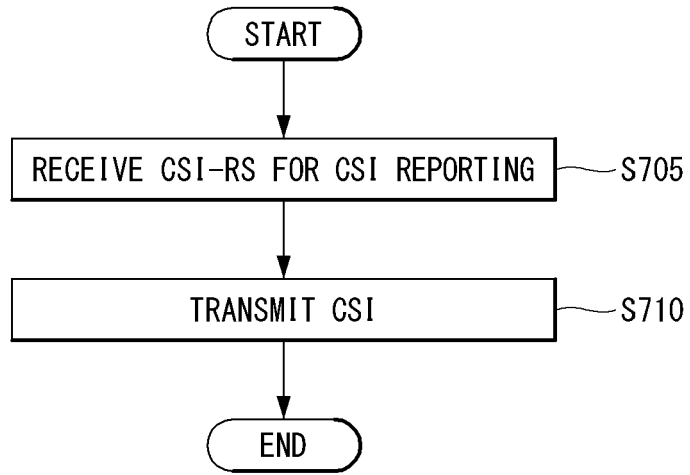 START
RECEIVE CSI-RS FOR CSI REPORTING
S705
TRANSMIT CSI
S710
END